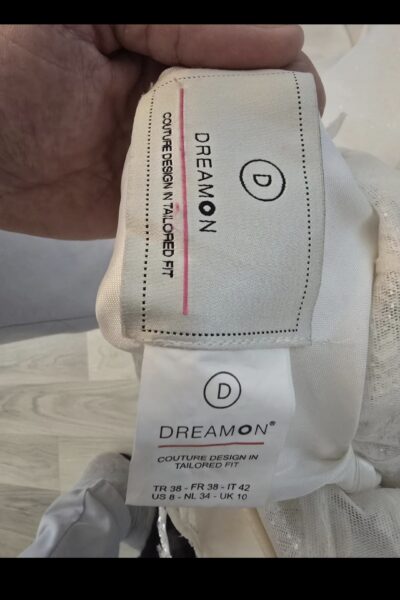 D
DREAMON
COUTURE DESIGN IN TAILORED FIT
D
DREAMON®
COUTURE DESIGN IN
TAILORED FIT
TR 38 - FR 38 - IT 42
US 8 - NL 34 - UK 10